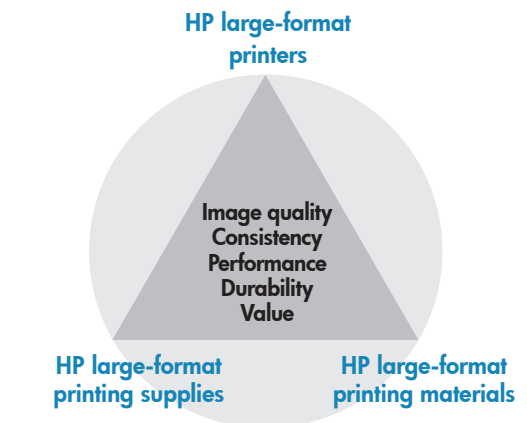 HP large-format
printers
Image quality
Consistency
Performance
Durability
Value
HP large-format
printing supplies
HP large-format
printing materials